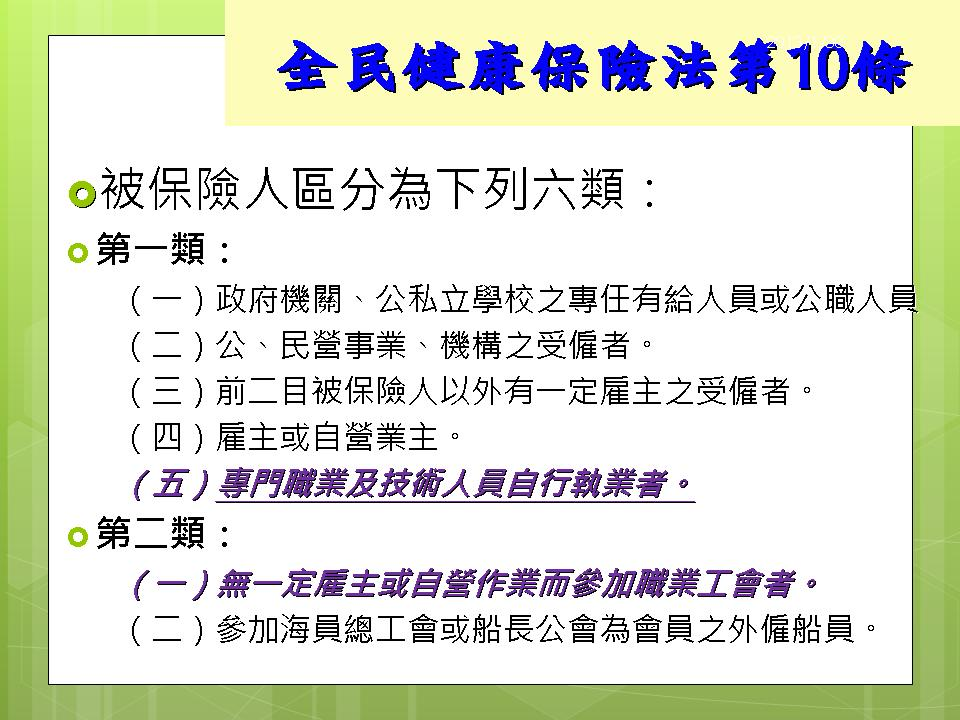 全民健康保險法第10條
被保險人區分為下列六類：
第一類：
（一）政府機關、公私立學校之專任有給人員或公職人員
（二）公、民營事業、機構之受僱者。
（三）前二目被保險人以外有一定雇主之受僱者。
（四）雇主或自營業主。
（五）專門職業及技術人員自行執業者。
第二類：
（一）無一定雇主或自營作業而參加職業工會者。
（二）參加海員總工會或船長公會為會員之外僱船員。